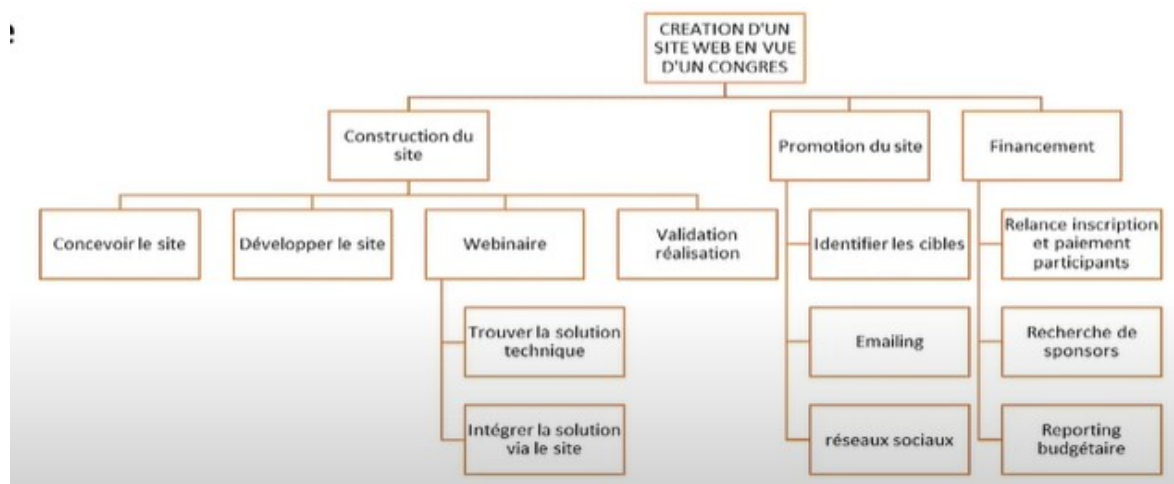 e
CREATION D'UN
SITE WEB EN VUE
D'UN CONGRES
Construction du
site
Promotion du site
Financement
Concevoir le site
Développer le site
Webinaire
Validation
réalisation
Identifier les cibles
Relance inscription
et paiement
participants
Trouver la solution
technique
Emailing
Recherche de
sponsors
Intégrer la solution
via le site
réseaux sociaux
Reporting
budgétaire